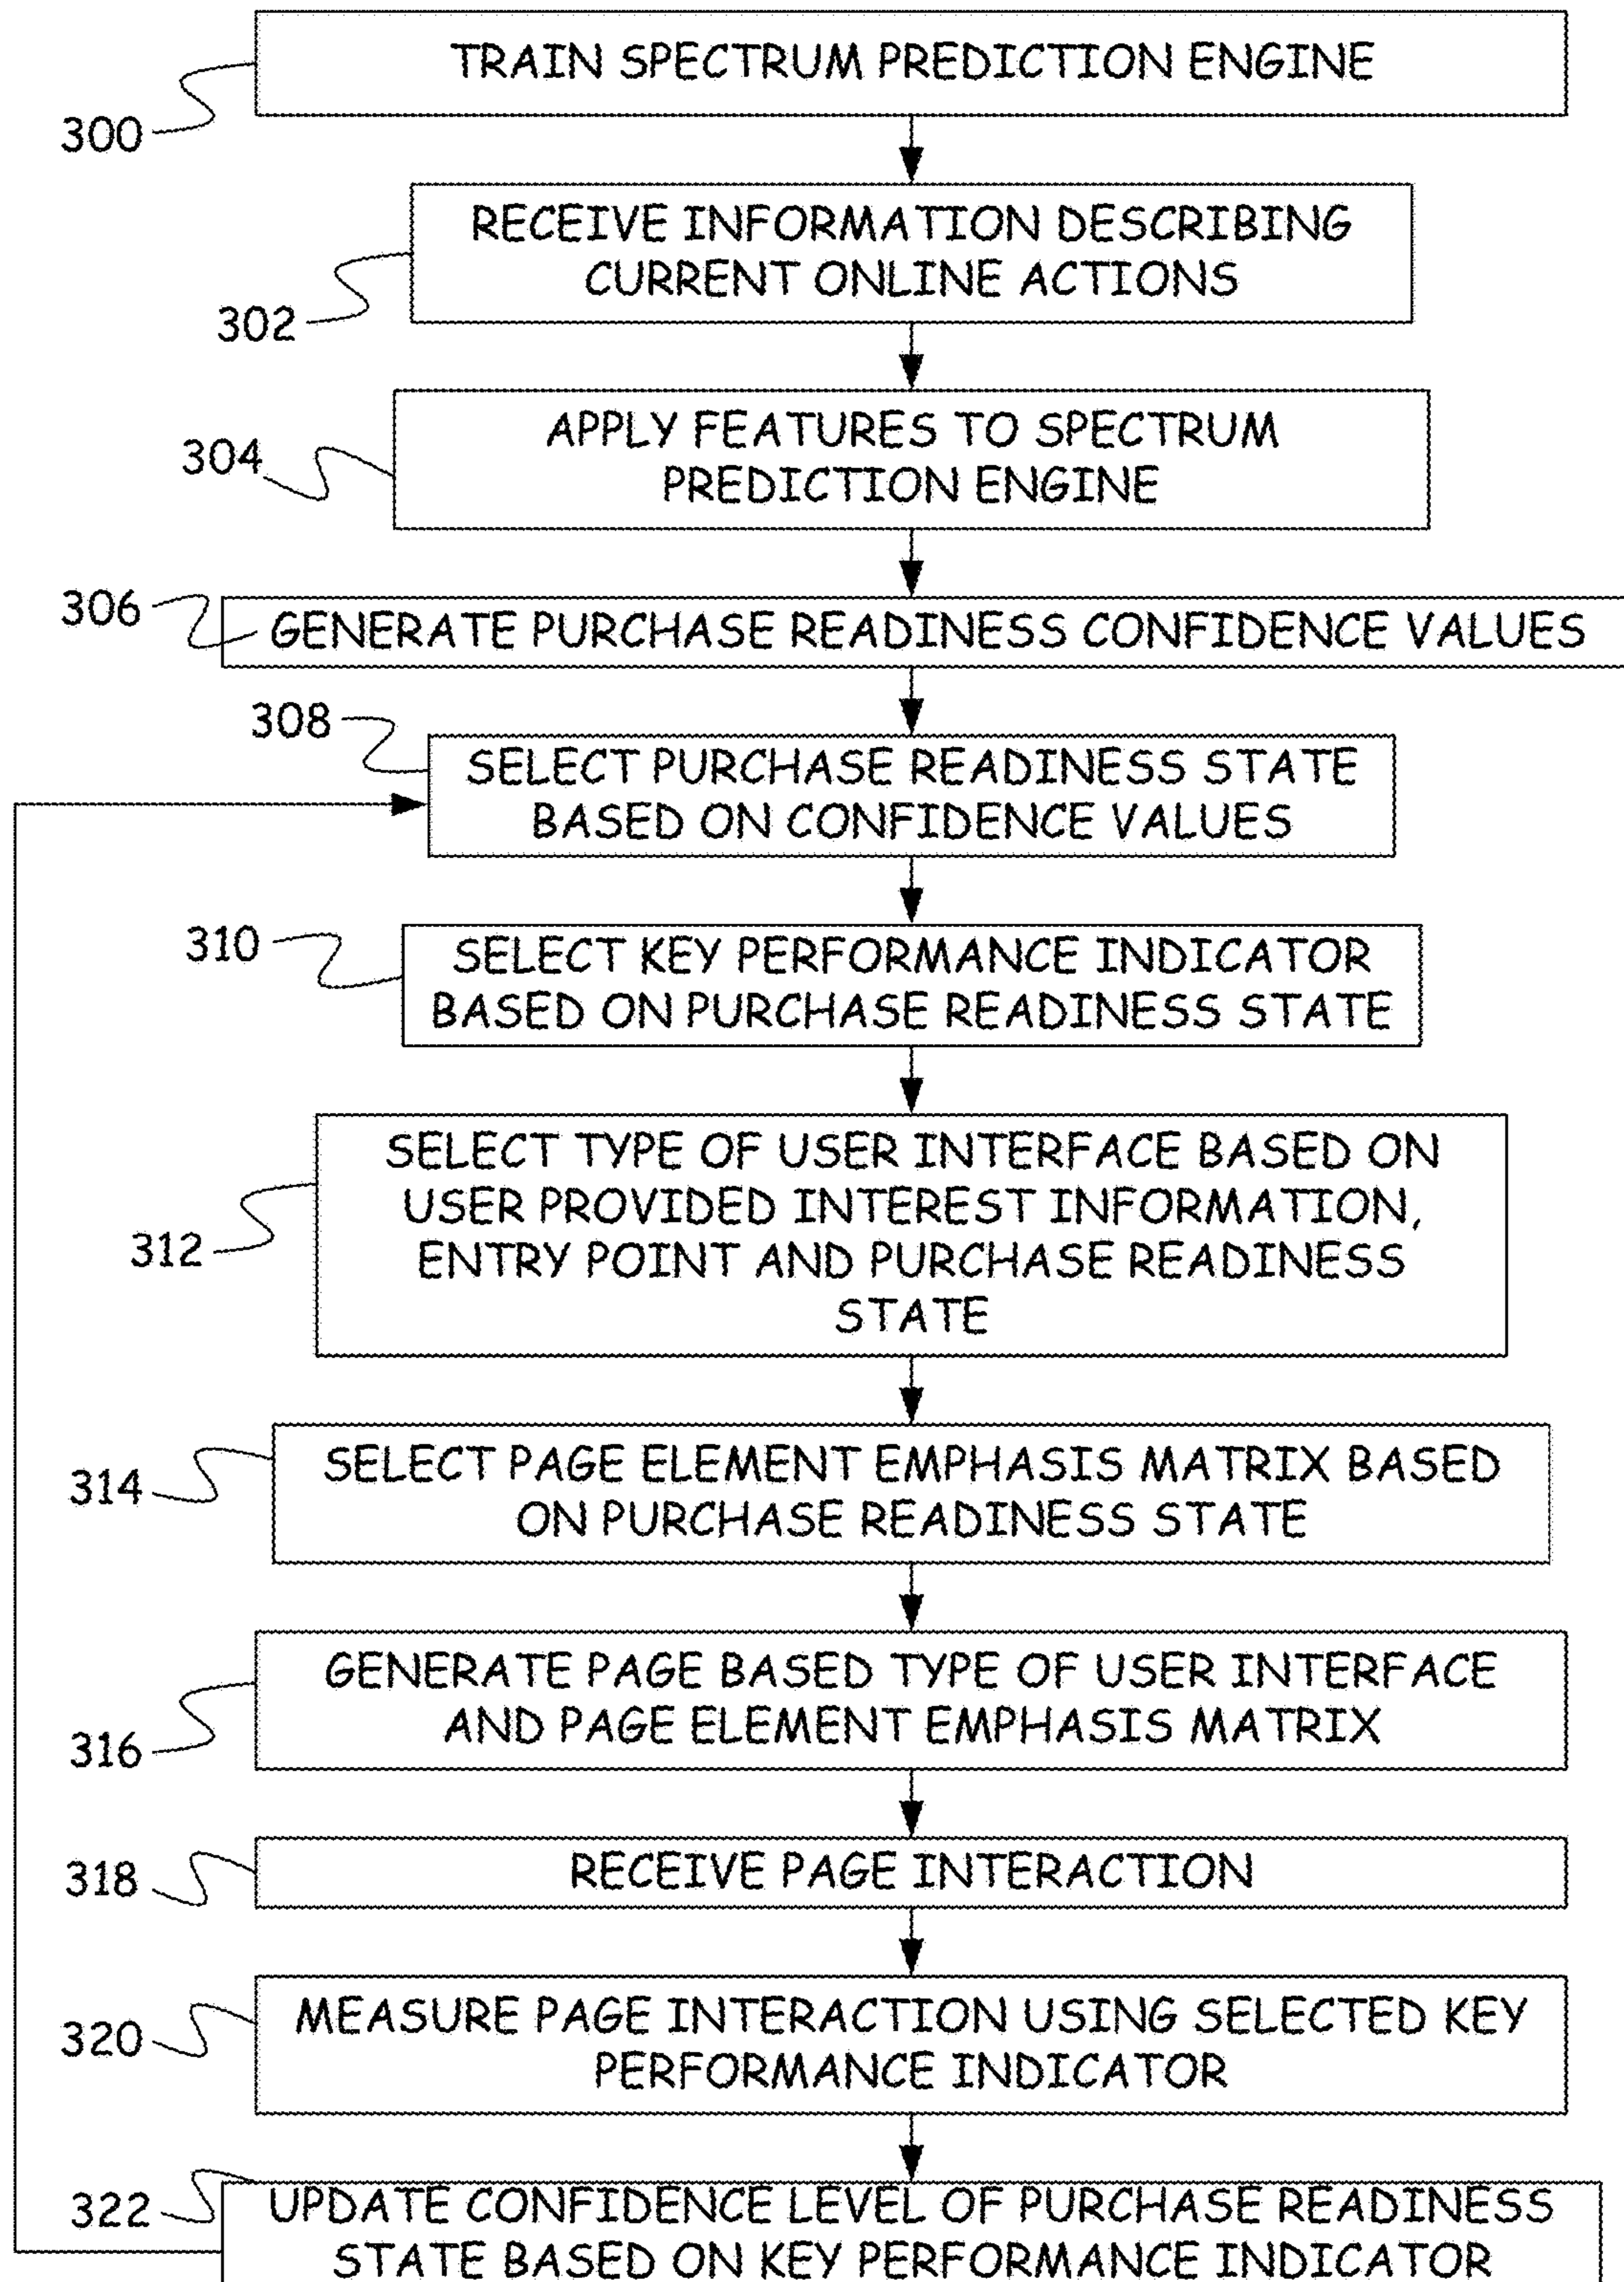 TRAIN SPECTRUM PREDICTION ENGINE
300
RECEIVE INFORMATION DESCRIBING
CURRENT ONLINE ACTIONS
302
APPLY FEATURES TO SPECTRUM
PREDICTION ENGINE
304
306
GENERATE PURCHASE READINESS CONFIDENCE VALUES
308
SELECT PURCHASE READINESS STATE
BASED ON CONFIDENCE VALUES
310
SELECT KEY PERFORMANCE INDICATOR
BASED ON PURCHASE READINESS STATE
SELECT TYPE OF USER INTERFACE BASED ON
USER PROVIDED INTEREST INFORMATION,
ENTRY POINT AND PURCHASE READINESS
STATE
312
SELECT PAGE ELEMENT EMPHASIS MATRIX BASED
ON PURCHASE READINESS STATE
314
GENERATE PAGE BASED TYPE OF USER INTERFACE
AND PAGE ELEMENT EMPHASIS MATRIX
316
RECEIVE PAGE INTERACTION
318
MEASURE PAGE INTERACTION USING SELECTED KEY
PERFORMANCE INDICATOR
320
UPDATE CONFIDENCE LEVEL OF PURCHASE READINESS
STATE BASED ON KEY PERFORMANCE INDICATOR
322